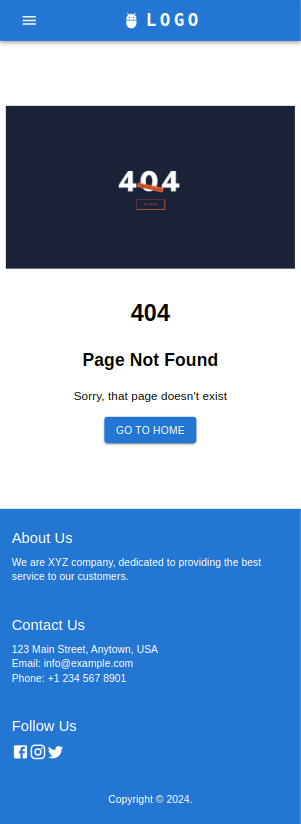 LOGO
404
404
Page Not Found
Sorry, that page doesn't exist
GO TO HOME
About Us
We are XYZ company, dedicated to providing the best
service to our customers.
Contact Us
123 Main Street, Anytown, USA
Email: info@example.com
Phone: +1 234 567 8901
Follow Us
Copyright © 2024.